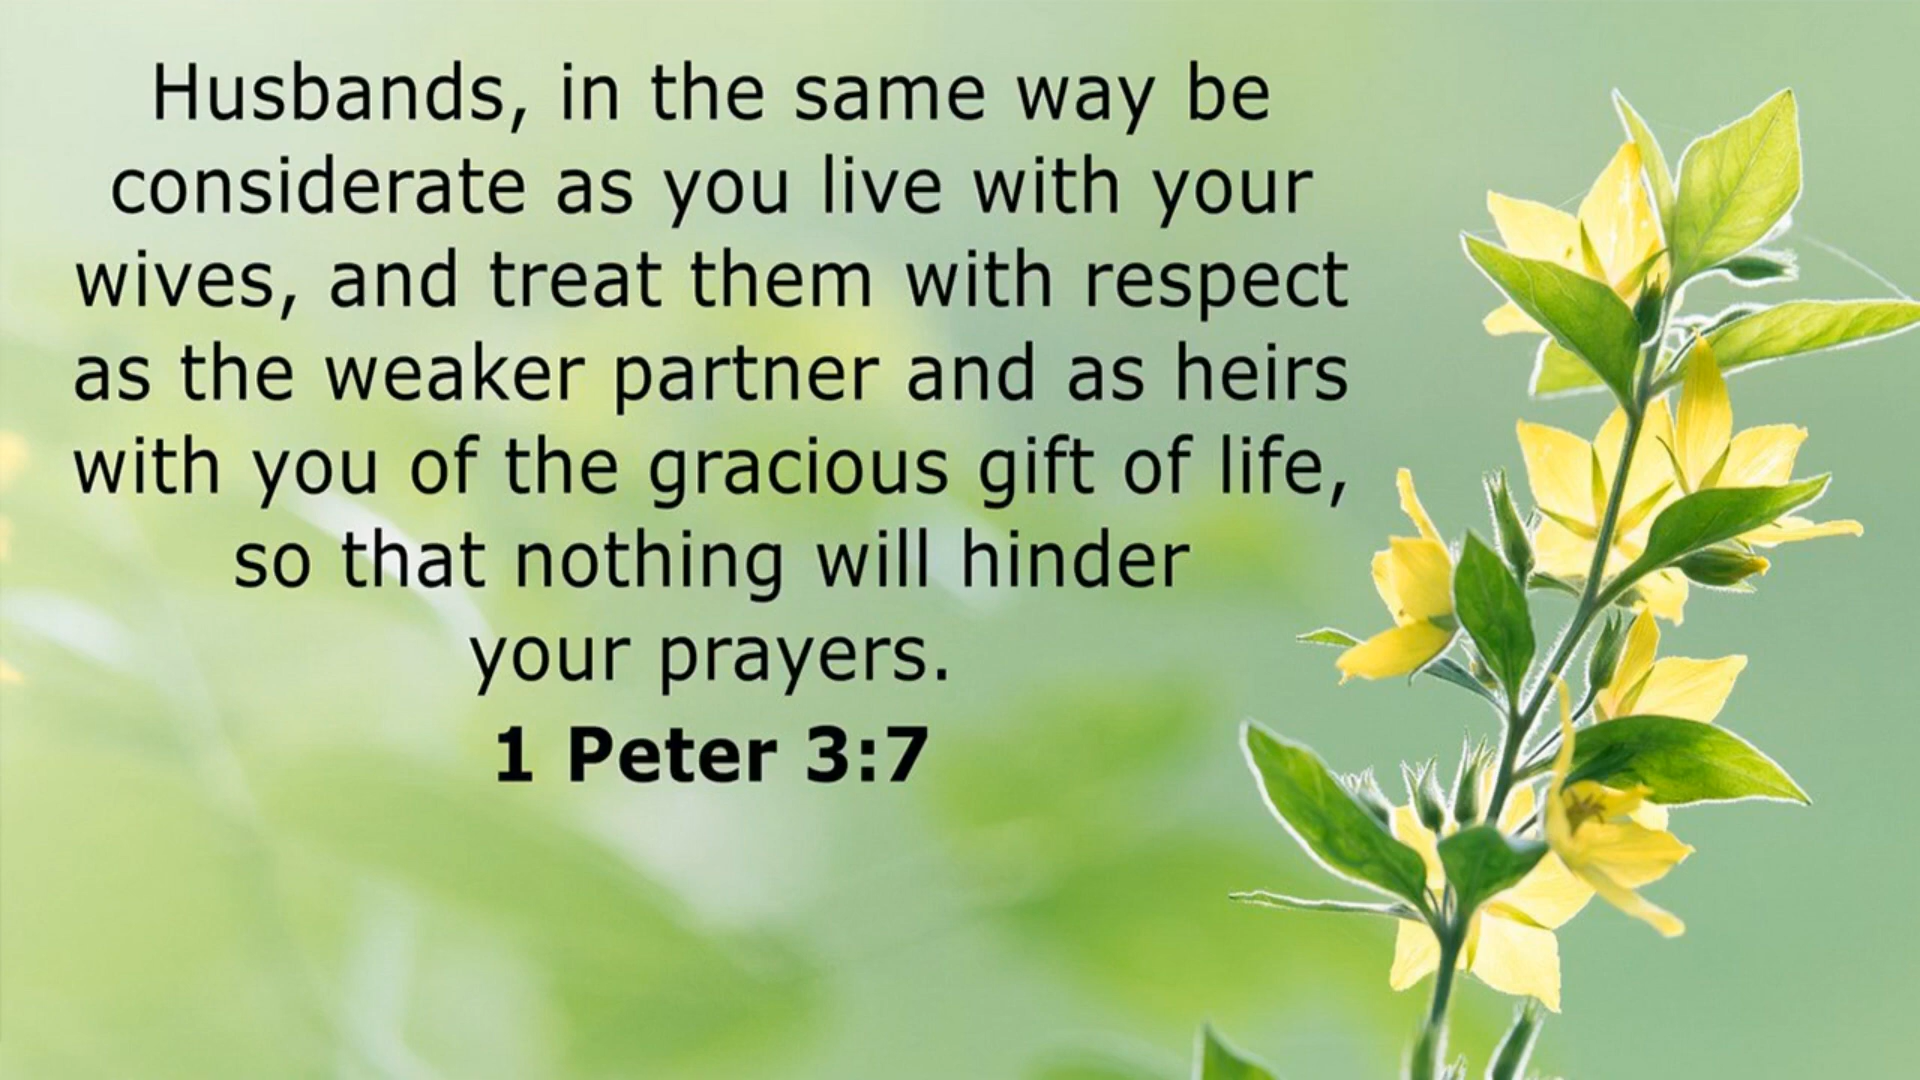 Husbands, in the same way be
considerate as you live with your
wives, and treat them with respect
as the weaker partner and as heirs
with you of the gracious gift of life,
so that nothing will hinder
your prayers.
1 Peter 3:7